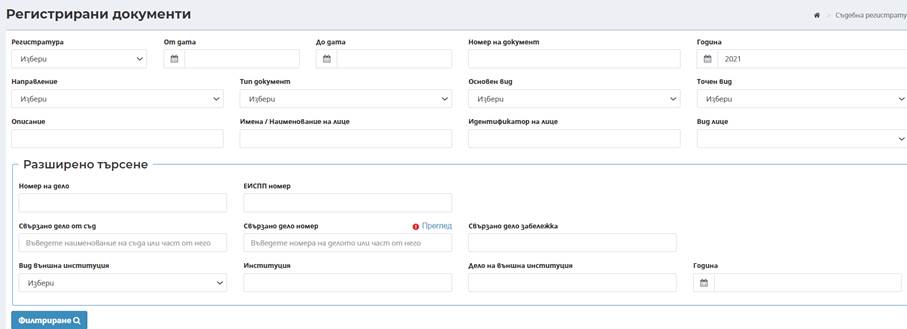 Регистрирани документи
Съдебна регистрату
Регистратура От дата До дата Номер на документ Година
Избери 2021
Направление Тип документ Основен вид Точен вид
Избери Избери Избери Избери
Описание Имена / Наименование на лице Идентификатор на лице Вид лице
Разширено търсене
Номер на дело ЕИСПП номер
Свързано дело от съд Свързано дело номер Преглед Свързано дело забележка
Въведете наименование на съда или част от него Въведете номера на делото или част от него
Вид външна институция Институция Дело на външна институция Година
Избери
Филтриране